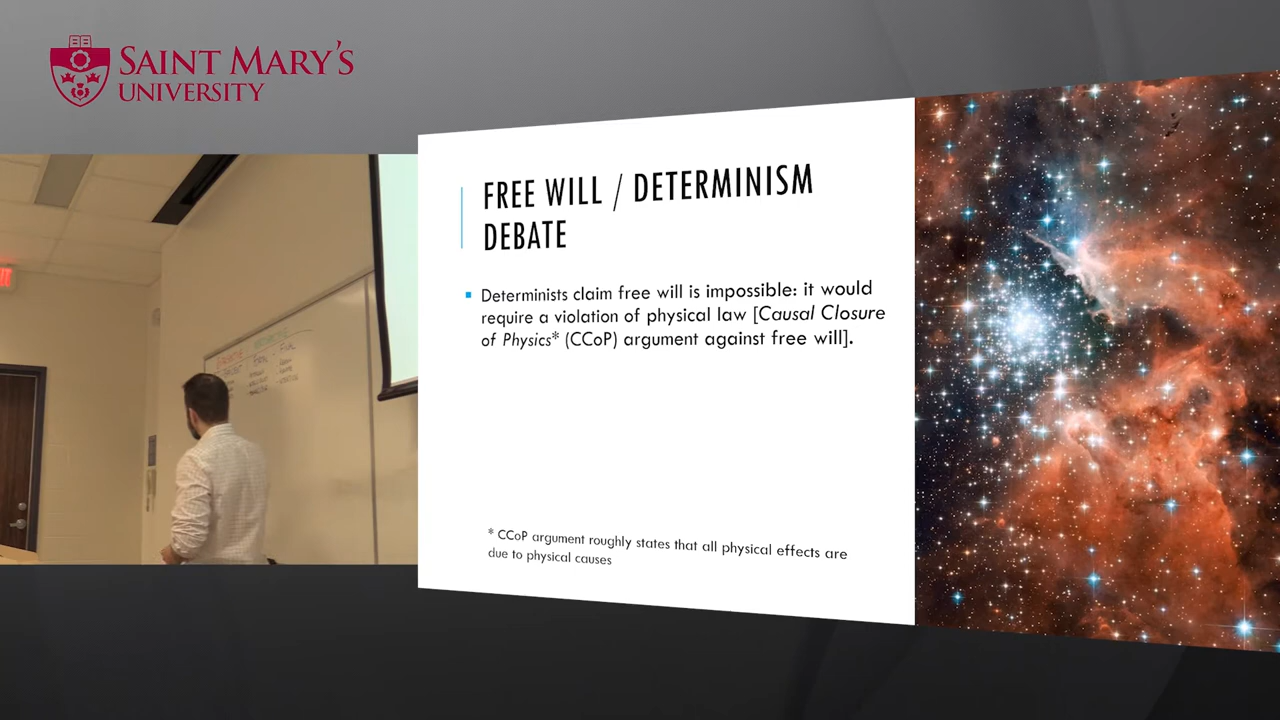 SAINT MARY'S
UNIVERSITY
FREE WILL / DETERMINISM
DEBATE
Determinists claim free will is impossible: it would
require a violation of physical law [Causal Closure
of Physics* (CCoP) argument against free will].
* CCoP argument roughly states that all physical effects are
due to physical causes